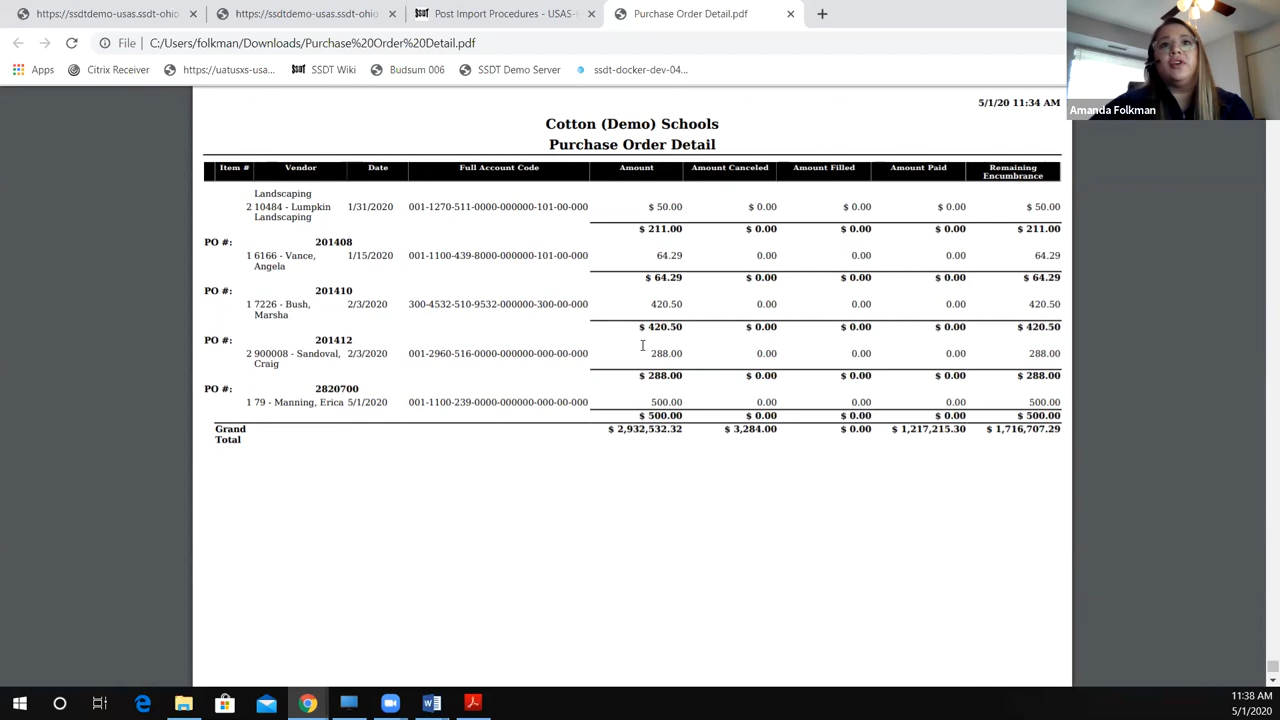 https://ssdtdemo-usas.ssdt-ohio × https://ssdtdemo-usas.ssdt-ohio × SSDT Post Import Procedures - USAS- × Purchase Order Detail.pdf × +
File | C:/Users/folkman/Downloads/Purchase%20Order%20Detail.pdf
Apps Citrix Receiver https://uatusxs-usa... SSDT Wiki Budsum 006 SSDT Demo Server ssdt-docker-dev-04...
Amanda Folkman
5/1/20 11:34 AM
Cotton (Demo) Schools
Purchase Order Detail
Item # Vendor Date Full Account Code Amount Amount Canceled Amount Filled Amount Paid Remaining
Encumbrance
Landscaping
2 10484 - Lumpkin 1/31/2020 001-1270-511-0000-000000-101-00-000 $ 50.00 $ 0.00 $ 0.00 $ 0.00 $ 50.00
Landscaping
$ 211.00 $ 0.00 $ 0.00 $ 0.00 $ 211.00
PO #: 201408
1 6166 - Vance, 1/15/2020 001-1100-439-8000-000000-101-00-000 64.29 0.00 0.00 0.00 64.29
Angela
$ 64.29 $ 0.00 $ 0.00 $ 0.00 $ 64.29
PO #: 201410
1 7226 - Bush, 2/3/2020 300-4532-510-9532-000000-300-00-000 420.50 0.00 0.00 0.00 420.50
Marsha
$ 420.50 $ 0.00 $ 0.00 $ 0.00 $ 420.50
PO #: 201412
2 900008 - Sandoval, 2/3/2020 001-2960-516-0000-000000-000-00-000 288.00 0.00 0.00 0.00 288.00
Craig
$ 288.00 $ 0.00 $ 0.00 $ 0.00 $ 288.00
PO #: 2820700
1 79 - Manning, Erica 5/1/2020 001-1100-239-0000-000000-000-00-000 500.00 0.00 0.00 0.00 500.00
$ 500.00 $ 0.00 $ 0.00 $ 0.00 $ 500.00
Grand $ 2,932,532.32 $ 3,284.00 $ 0.00 $ 1,217,215.30 $ 1,716,707.29
Total
11:38 AM
5/1/2020